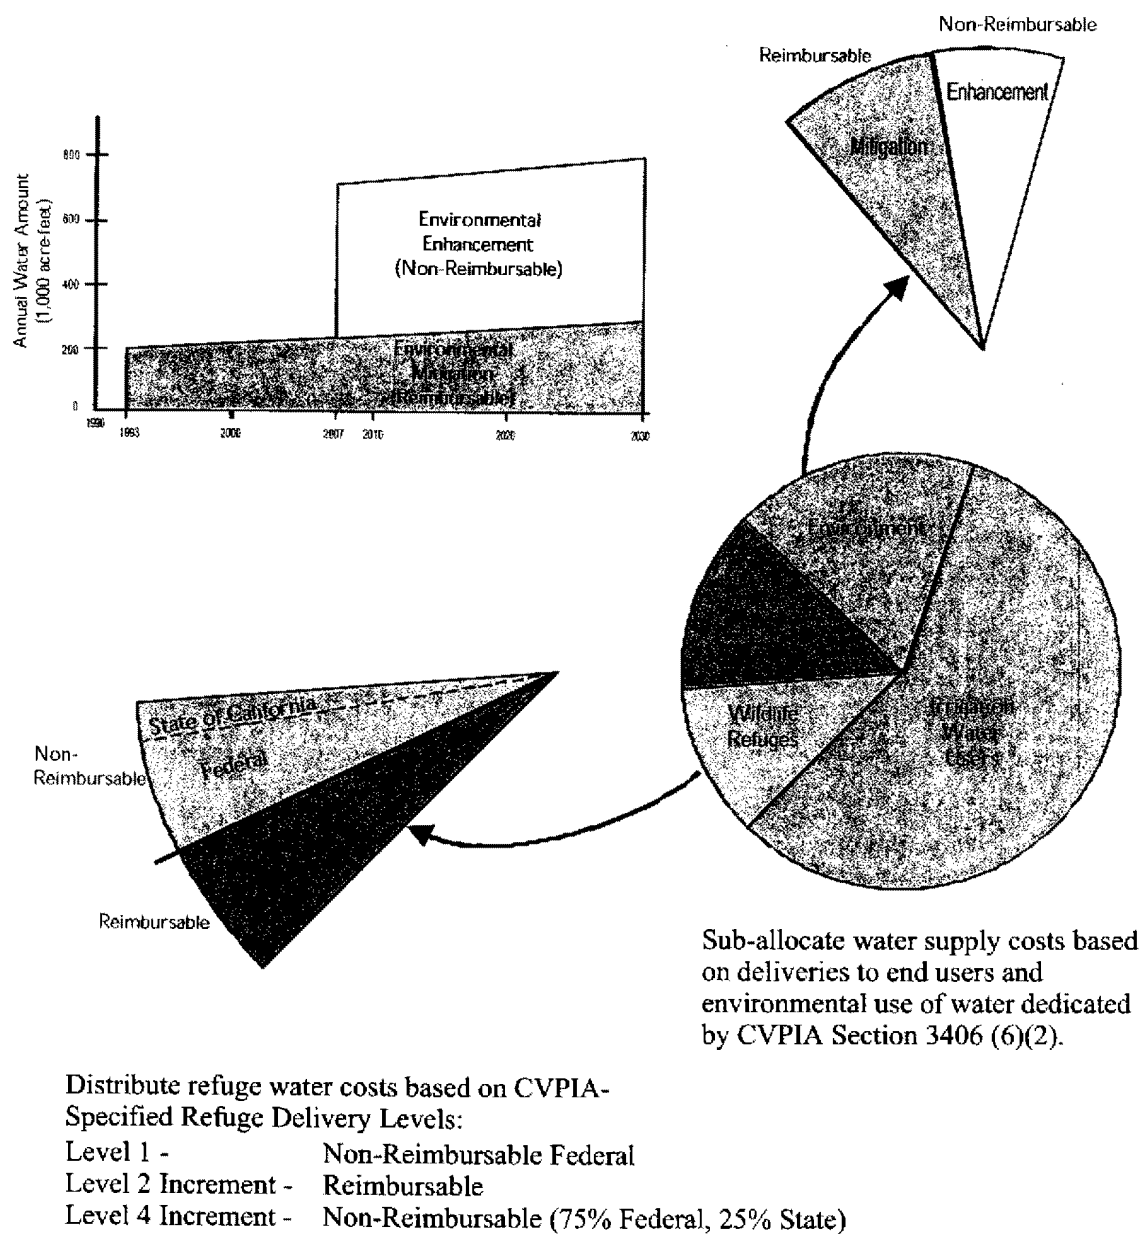 Non-Reimbursable
Reimbursable
Enhancement
Mitigation
Annual Water Amount
(1,000 acre-feet)
800
600
400
200
0
Environmental
Enhancement
(Non-Reimbursable)
Environmental
Mitigation
(Reimbursable)
1990
1993
2000
2007
2010
2020
2030
Environment
Irrigation
Water
Users
Wildlife
Refuges
State of California
Federal
Non-
Reimbursable
Reimbursable
Sub-allocate water supply costs based
on deliveries to end users and
environmental use of water dedicated
by CVPIA Section 3406 (6)(2).
Distribute refuge water costs based on CVPIA-
Specified Refuge Delivery Levels:
Level 1 - Non-Reimbursable Federal
Level 2 Increment - Reimbursable
Level 4 Increment - Non-Reimbursable (75% Federal, 25% State)